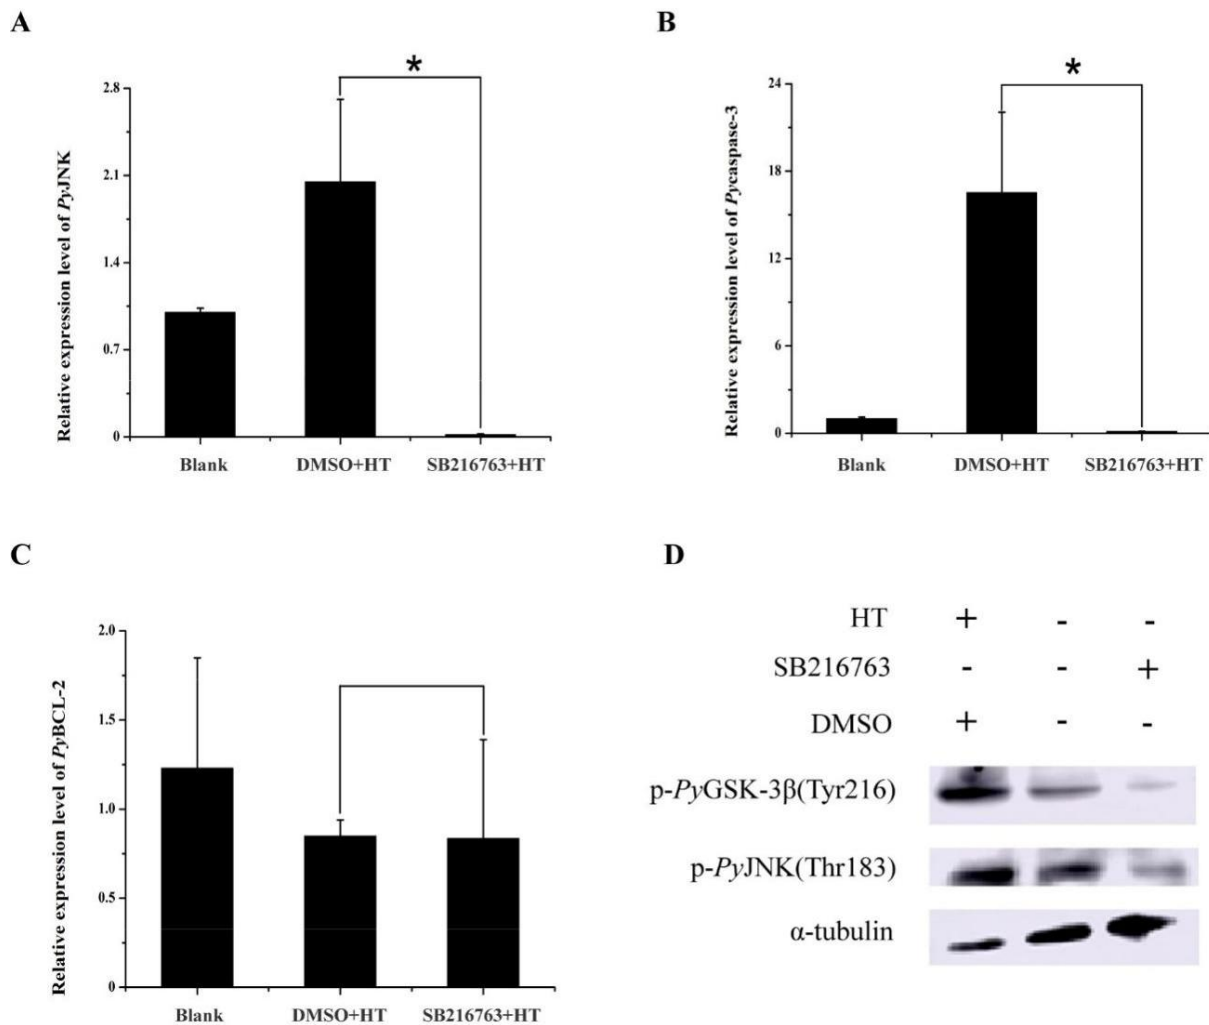 A
*
2.8
2.1
1.4
0.7
0
Relative expression level of PyJNK
Blank DMSO+HT SB216763+HT
B
*
24
18
12
6
0
Relative expression level of Pycaspase-3
Blank DMSO+HT SB216763+HT
C
2.0
1.5
1.0
0.5
0
Relative expression level of PyBCL-2
Blank DMSO+HT SB216763+HT
D
HT + - -
SB216763 - - +
DMSO + - -
p-PyGSK-3β(Tyr216)
p-PyJNK(Thr183)
α-tubulin